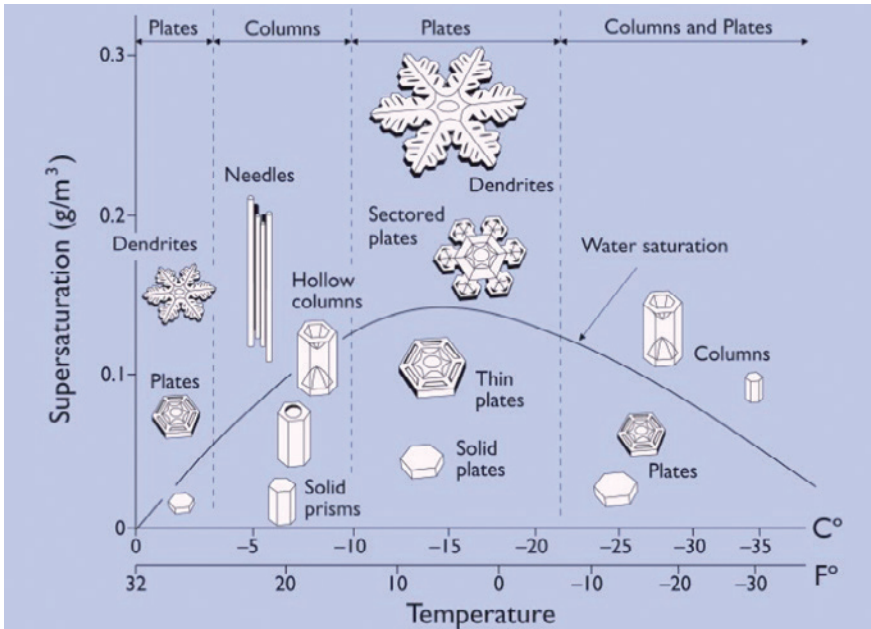 Plates
Columns
Plates
Columns and Plates
0.3
0.2
0.1
0
Supersaturation (g/m³)
Needles
Dendrites
Sectored
plates
Dendrites
Water saturation
Hollow
columns
Columns
Plates
Thin
plates
Solid
plates
Plates
Solid
prisms
0
−5
−10
−15
−20
−25
−30
−35
C°
32
20
10
0
−10
−20
−30
F°
Temperature